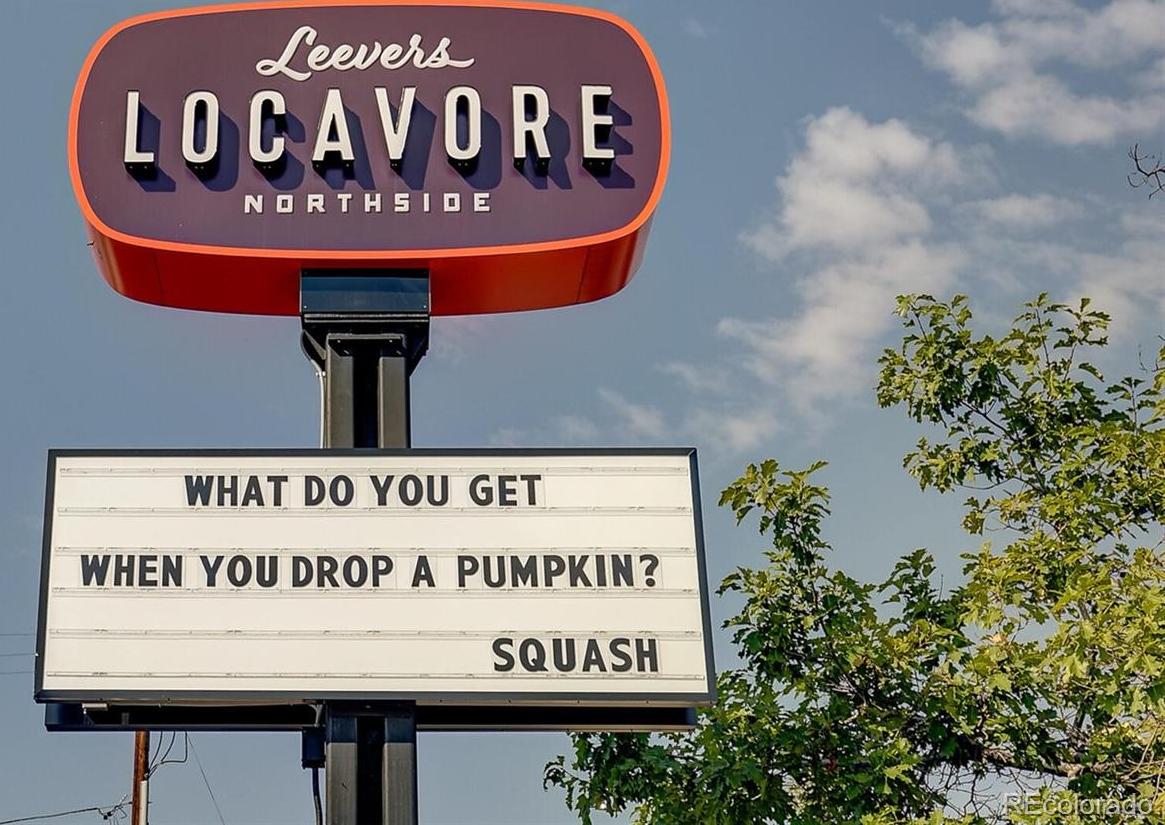 Leevers
LOCAVORE
NORTHSIDE
WHAT DO YOU GET
WHEN YOU DROP A PUMPKIN?
SQUASH
REcolorado